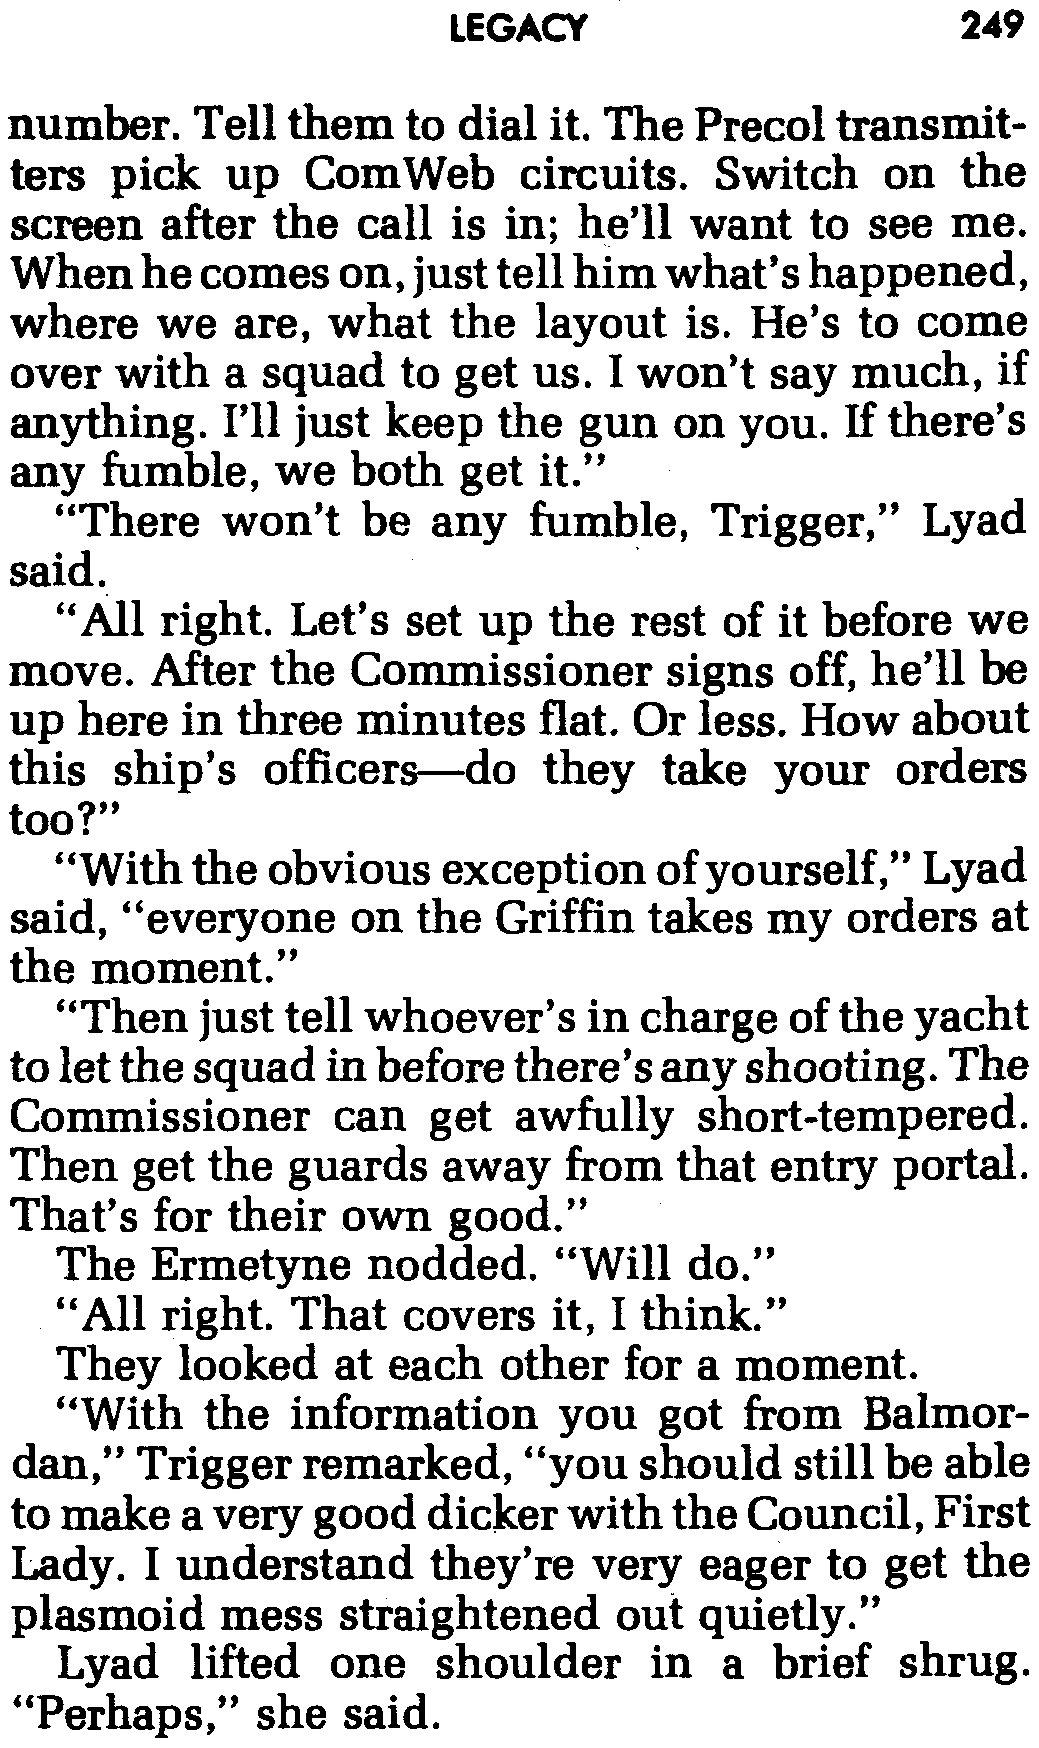 LEGACY 249
number. Tell them to dial it. The Precol transmit-
ters pick up ComWeb circuits. Switch on the
screen after the call is in; he'll want to see me.
When he comes on, just tell him what's happened,
where we are, what the layout is. He's to come
over with a squad to get us. I won't say much, if
anything. I'll just keep the gun on you. If there's
any fumble, we both get it."
"There won't be any fumble, Trigger," Lyad
said.
"All right. Let's set up the rest of it before we
move. After the Commissioner signs off, he'll be
up here in three minutes flat. Or less. How about
this ship's officers—do they take your orders
too?"
"With the obvious exception of yourself," Lyad
said, "everyone on the Griffin takes my orders at
the moment."
"Then just tell whoever's in charge of the yacht
to let the squad in before there's any shooting. The
Commissioner can get awfully short-tempered.
Then get the guards away from that entry portal.
That's for their own good."
The Ermetyne nodded. "Will do."
"All right. That covers it, I think."
They looked at each other for a moment.
"With the information you got from Balmor-
dan," Trigger remarked, "you should still be able
to make a very good dicker with the Council, First
Lady. I understand they're very eager to get the
plasmoid mess straightened out quietly."
Lyad lifted one shoulder in a brief shrug.
"Perhaps," she said.